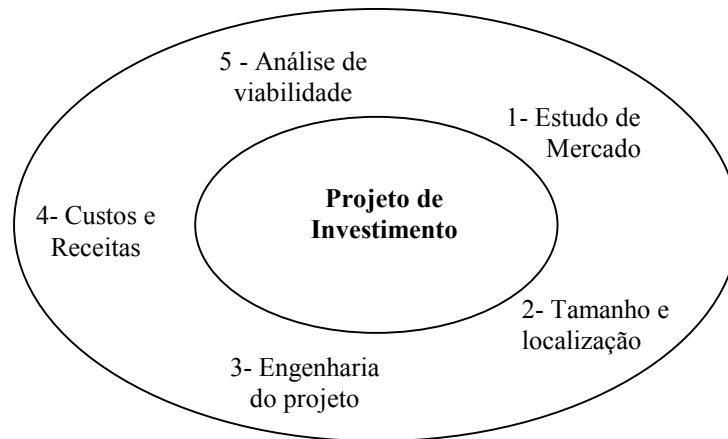 5 - Análise de
viabilidade
1- Estudo de
Mercado
Projeto de
Investimento
4- Custos e
Receitas
2- Tamanho e
localização
3- Engenharia
do projeto